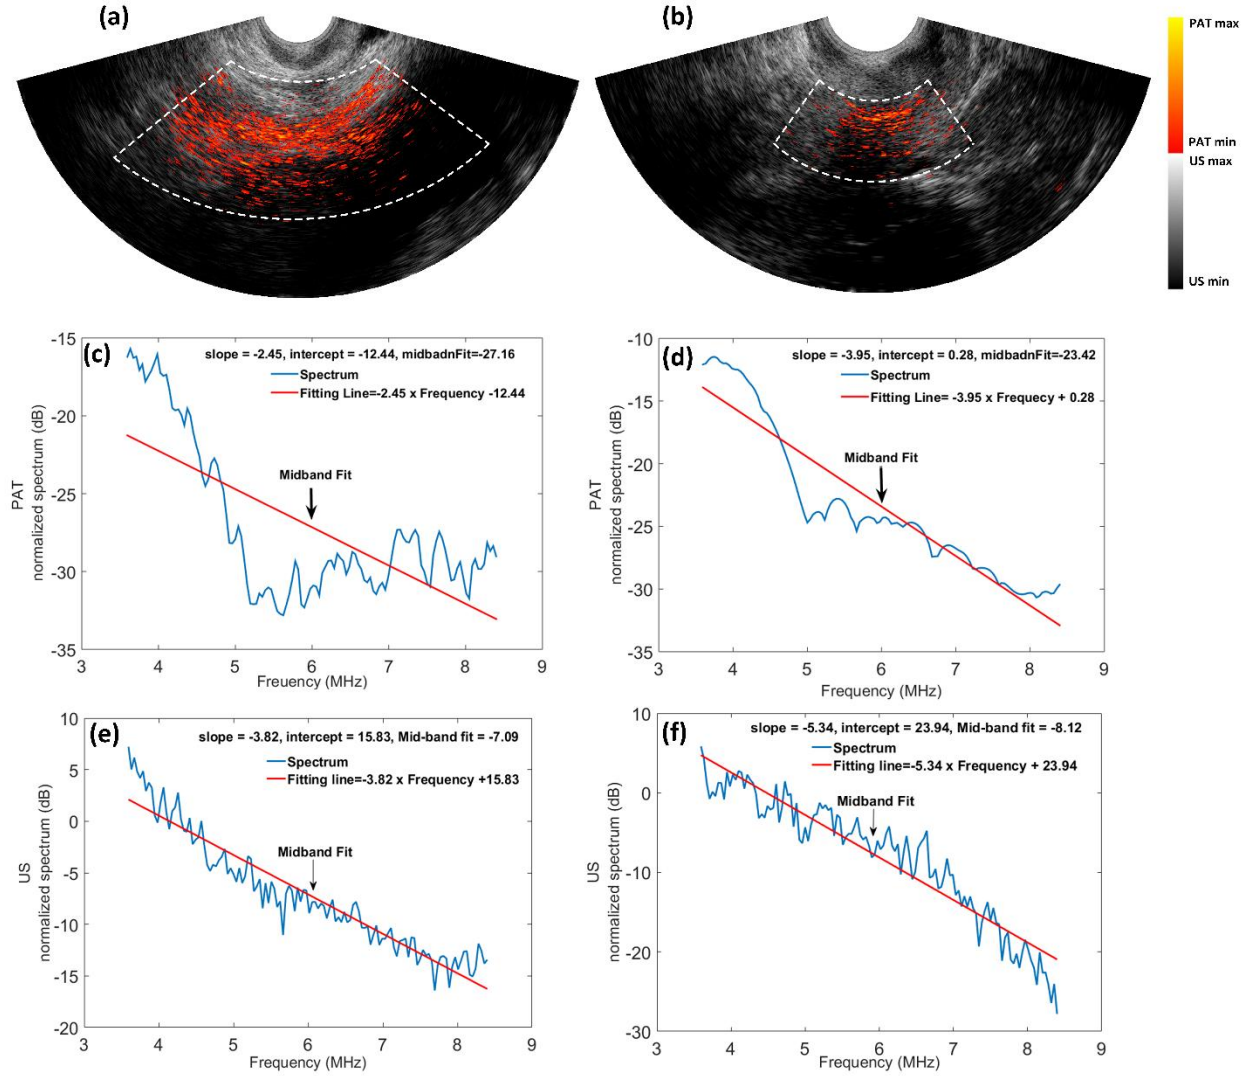 (a)
(b)
PAT max
PAT min
US max
US min
(c)
slope = -2.45, intercept = -12.44, midbadnFit=-27.16
Spectrum
Fitting Line=-2.45 x Frequency -12.44
Midband Fit
-15
-20
-25
-30
-35
3 4 5 6 7 8 9
PAT
normalized spectrum (dB)
Freuency (MHz)
(d)
slope = -3.95, intercept = 0.28, midbadnFit=-23.42
Spectrum
Fitting Line= -3.95 x Frequecy + 0.28
Midband Fit
-10
-15
-20
-25
-30
-35
3 4 5 6 7 8 9
PAT
normalized spectrum (dB)
Frequency (MHz)
(e)
slope = -3.82, intercept = 15.83, Mid-band fit = -7.09
Spectrum
Fitting line=-3.82 x Frequency +15.83
Midband Fit
10
5
0
-5
-10
-15
-20
3 4 5 6 7 8 9
US
normalized spectrum (dB)
Frequency (MHz)
(f)
slope = -5.34, intercept = 23.94, Mid-band fit = -8.12
Spectrum
Fitting line=-5.34 x Frequency + 23.94
Midband Fit
10
0
-10
-20
-30
3 4 5 6 7 8 9
US
normalized spectrum (dB)
Frequency (MHz)